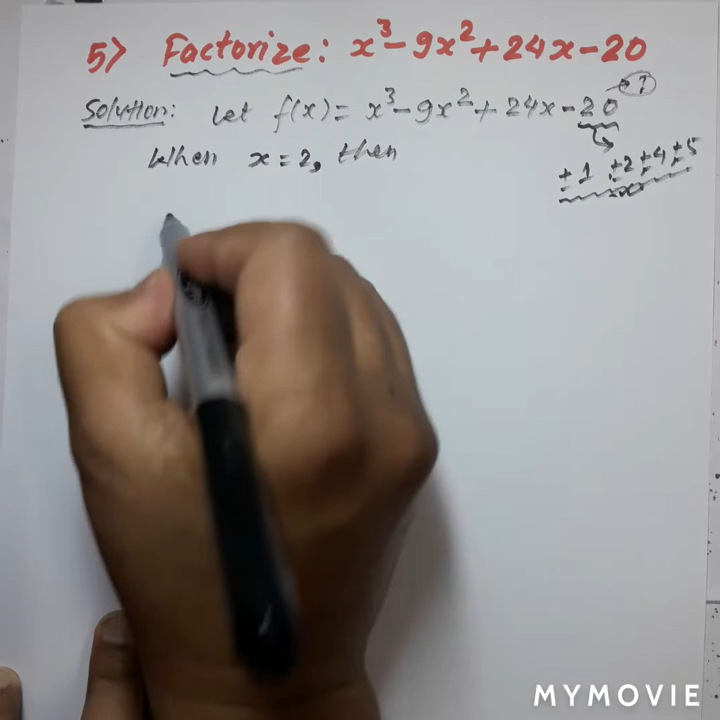 5) Factorize: x³-9x²+24x-20
Solution: Let f(x) = x³-9x²+24x-20
When x = 2, then
±1 ±2 ±4 ±5
MYMOVIE